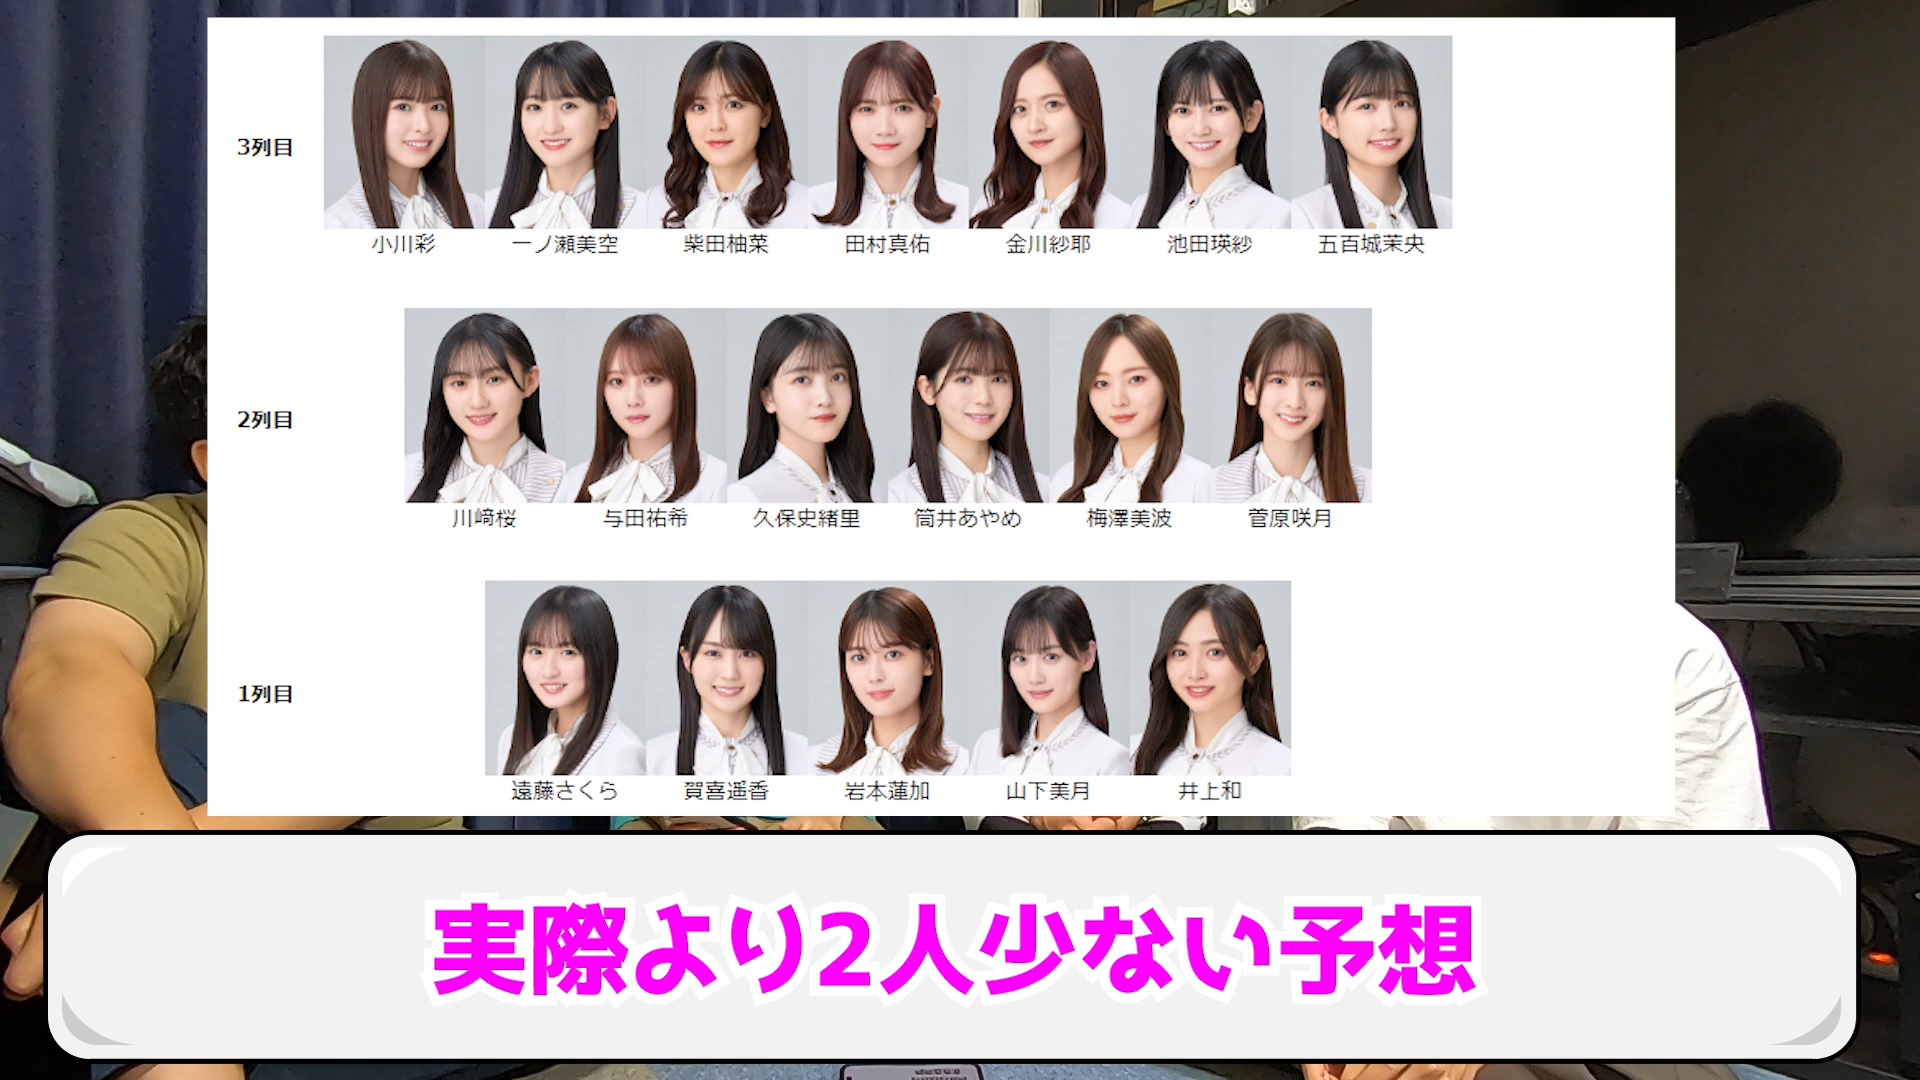 3列目
小川彩 一ノ瀬美空 柴田柚菜 田村真佑 金川紗耶 池田瑛紗 五百城茉央
2列目
川﨑桜 与田祐希 久保史緒里 筒井あやめ 梅澤美波 菅原咲月
1列目
遠藤さくら 賀喜遥香 岩本蓮加 山下美月 井上和
実際より2人少ない予想